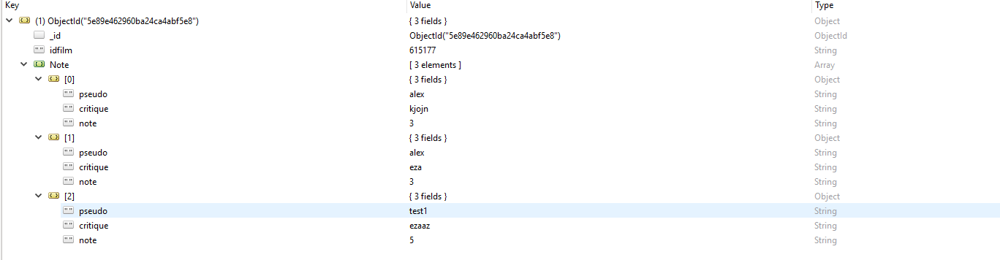 Key Value Type
(1) ObjectId("5e89e462960ba24ca4abf5e8") { 3 fields } Object
_id ObjectId("5e89e462960ba24ca4abf5e8") ObjectId
"" idfilm 615177 String
Note [ 3 elements ] Array
[0] { 3 fields } Object
"" pseudo alex String
"" critique kjojn String
"" note 3 String
[1] { 3 fields } Object
"" pseudo alex String
"" critique eza String
"" note 3 String
[2] { 3 fields } Object
"" pseudo test1 String
"" critique ezaaz String
"" note 5 String